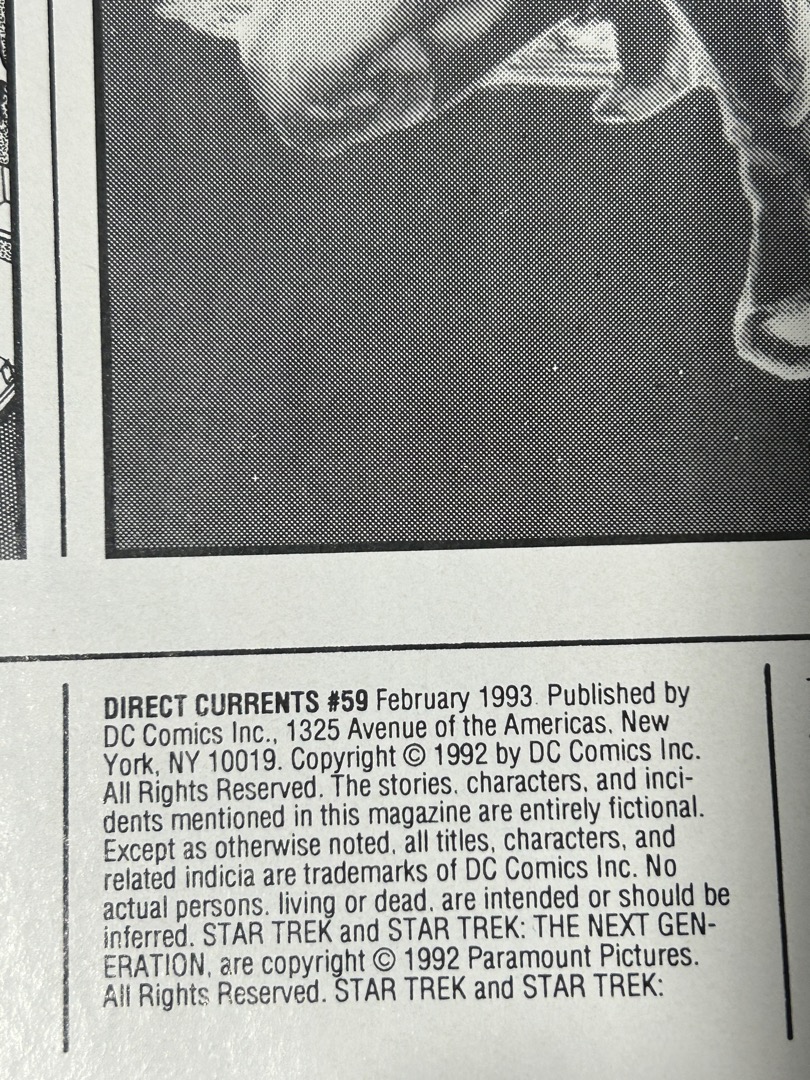 DIRECT CURRENTS #59 February 1993. Published by
DC Comics Inc., 1325 Avenue of the Americas, New
York, NY 10019. Copyright © 1992 by DC Comics Inc.
All Rights Reserved. The stories, characters, and inci-
dents mentioned in this magazine are entirely fictional.
Except as otherwise noted, all titles, characters, and
related indicia are trademarks of DC Comics Inc. No
actual persons, living or dead, are intended or should be
inferred. STAR TREK and STAR TREK: THE NEXT GEN-
ERATION, are copyright © 1992 Paramount Pictures.
All Rights Reserved. STAR TREK and STAR TREK: